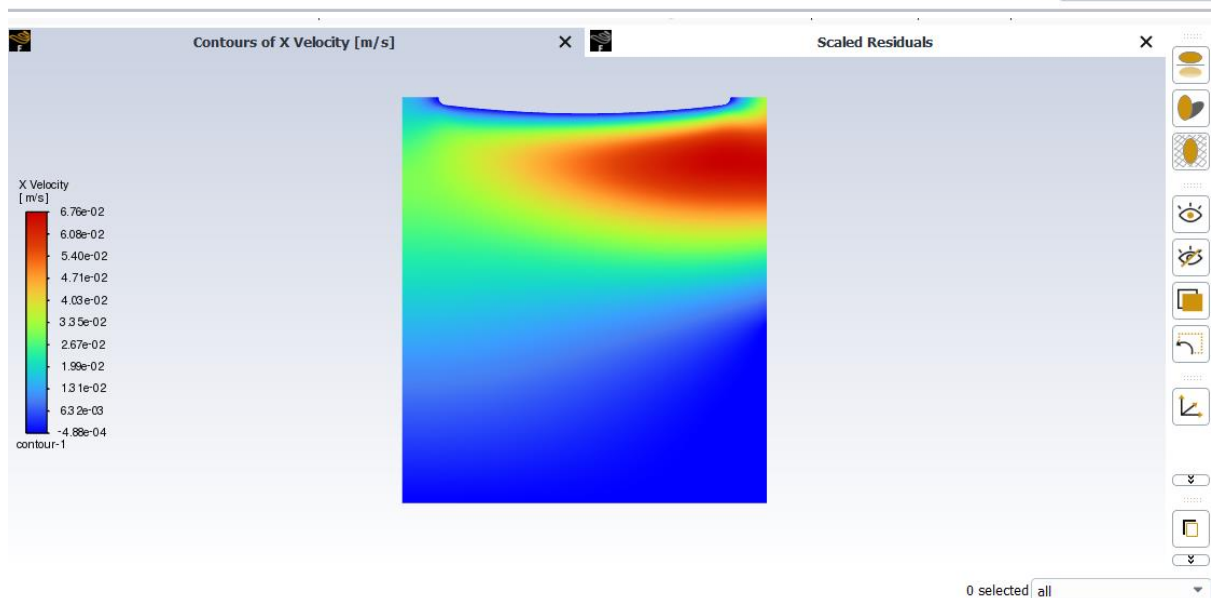 Contours of X Velocity [m/s]
Scaled Residuals
X Velocity
[ m/s]
6.76e-02
6.08e-02
5.40e-02
4.71e-02
4.03e-02
3.35e-02
2.67e-02
1.99e-02
1.31e-02
6.32e-03
-4.88e-04
contour-1
0 selected all